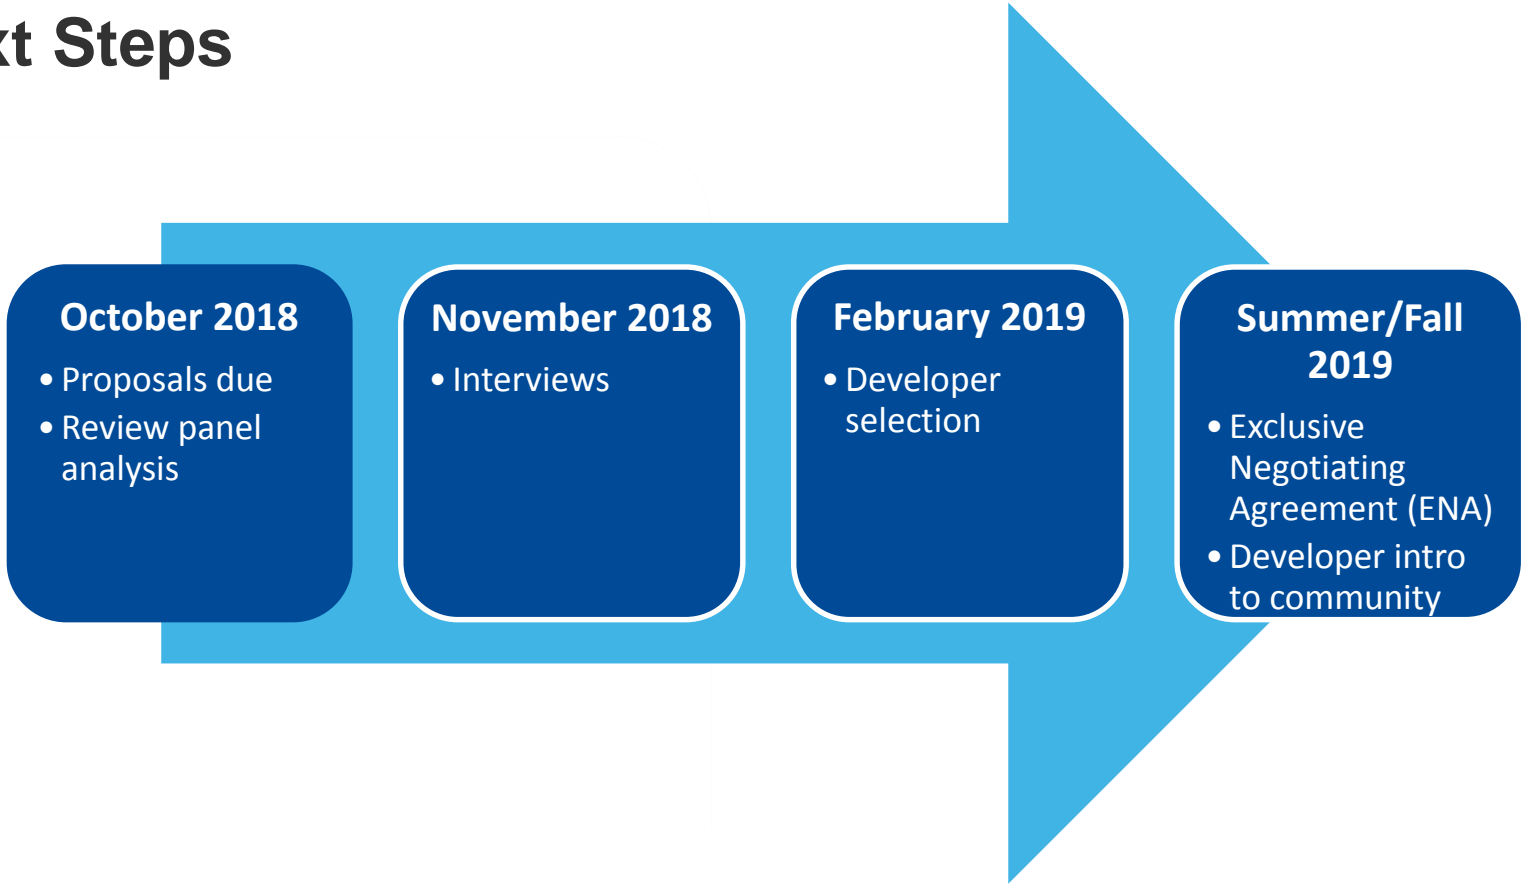 xt Steps
October 2018
• Proposals due
• Review panel
analysis
November 2018
• Interviews
February 2019
• Developer
selection
Summer/Fall
2019
• Exclusive
Negotiating
Agreement (ENA)
• Developer intro
to community